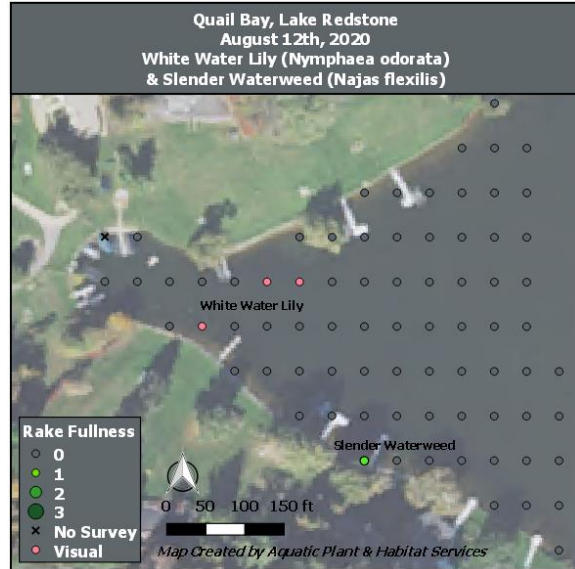 Quail Bay, Lake Redstone
August 12th, 2020
White Water Lily (Nymphaea odorata)
& Slender Waterweed (Najas flexilis)
White Water Lily
Slender Waterweed
Rake Fullness
0
1
2
3
No Survey
Visual
0 50 100 150 ft
Map Created by Aquatic Plant & Habitat Services